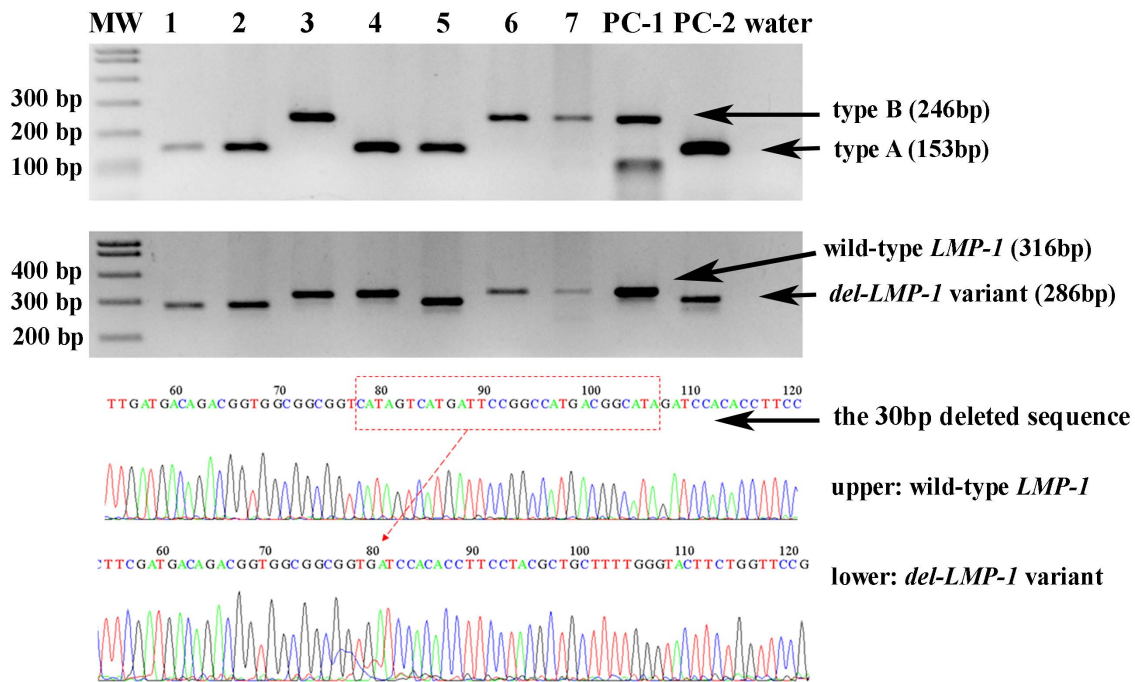 MW 1 2 3 4 5 6 7 PC-1 PC-2 water
300 bp
200 bp
100 bp
type B (246bp)
type A (153bp)
400 bp
300 bp
200 bp
wild-type LMP-1 (316bp)
del-LMP-1 variant (286bp)
60 70 80 90 100 110 120
TTGATGACAGACGGTGGCGGCGGTCATAGTCATGATTCCGGCCATGACGGCATAGATCCACACCTTCC
the 30bp deleted sequence
upper: wild-type LMP-1
60 70 80 90 100 110 120
TTCGATGACAGACGGTGGCGGCGGTGATCCACACCTTCCTACGCTGCTTTTGGGTACTTCTGGTTCCG
lower: del-LMP-1 variant